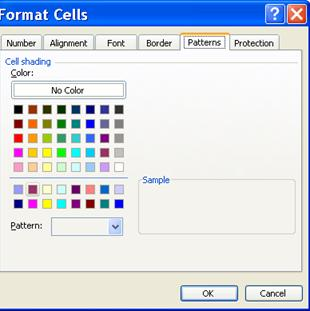 Format Cells
Number Alignment Font Border Patterns Protection
Cell shading
Color:
No Color
Sample
Pattern:
OK Cancel